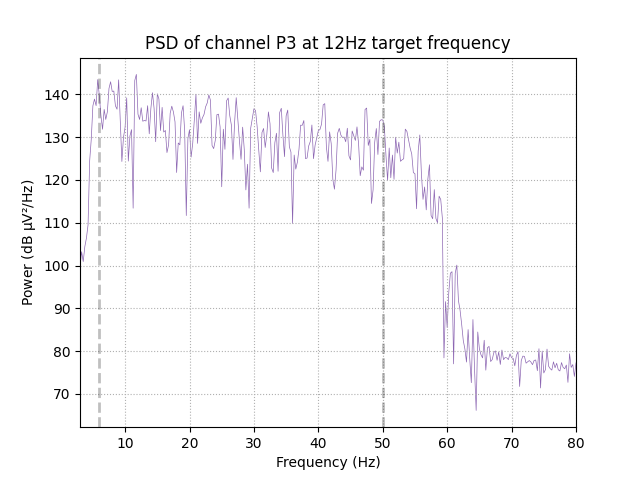 PSD of channel P3 at 12Hz target frequency
Power (dB µV²/Hz)
140
130
120
110
100
90
80
70
10 20 30 40 50 60 70 80
Frequency (Hz)